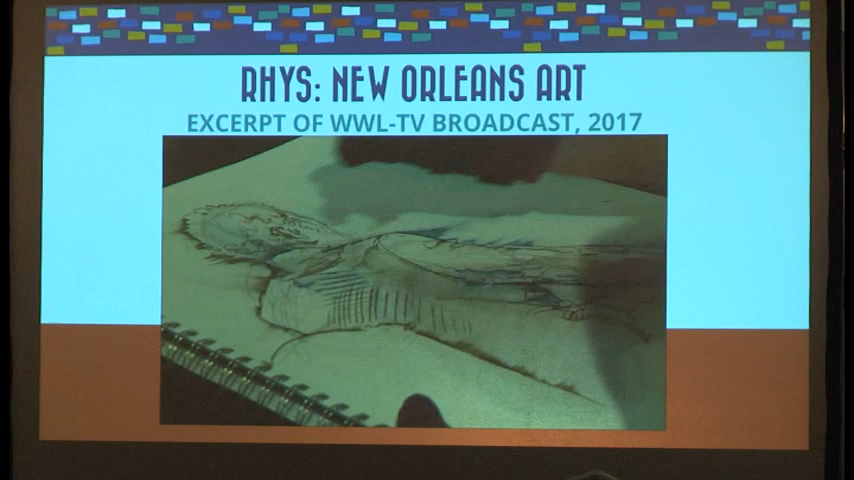 RHYS: NEW ORLEANS ART
EXCERPT OF WWL-TV BROADCAST, 2017